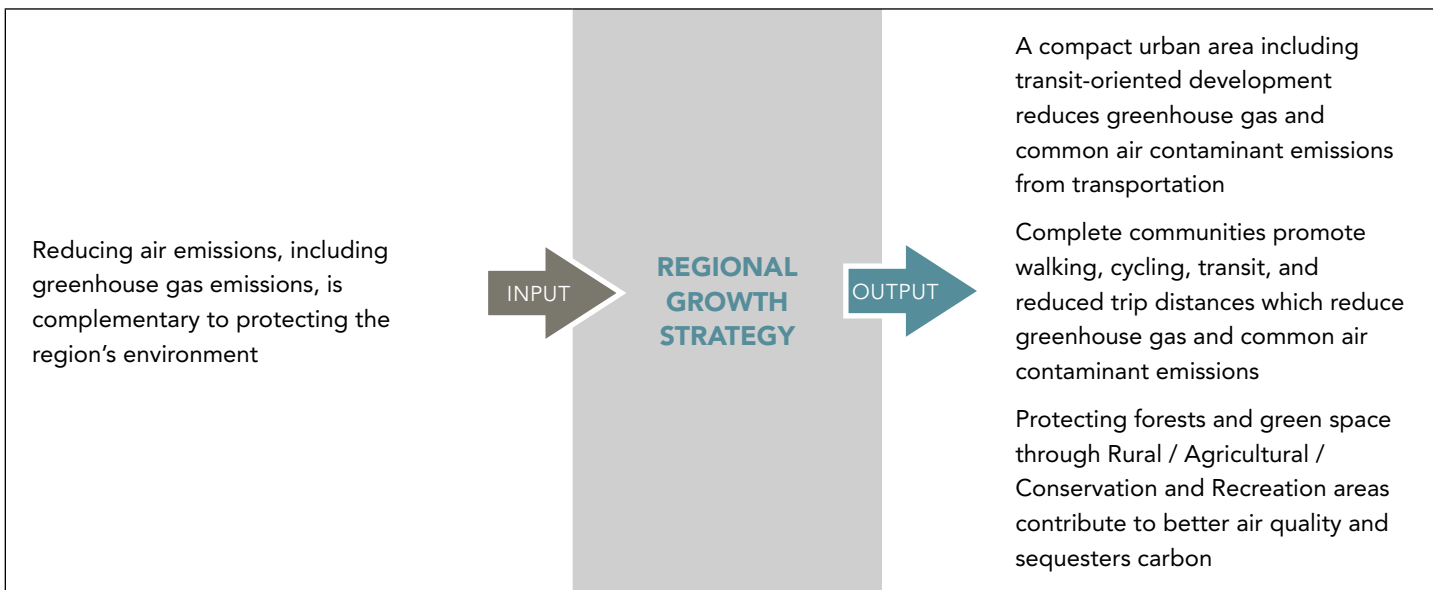 Reducing air emissions, including
greenhouse gas emissions, is
complementary to protecting the
region's environment
INPUT
REGIONAL
GROWTH
STRATEGY
OUTPUT
A compact urban area including
transit-oriented development
reduces greenhouse gas and
common air contaminant emissions
from transportation
Complete communities promote
walking, cycling, transit, and
reduced trip distances which reduce
greenhouse gas and common air
contaminant emissions
Protecting forests and green space
through Rural / Agricultural /
Conservation and Recreation areas
contribute to better air quality and
sequesters carbon